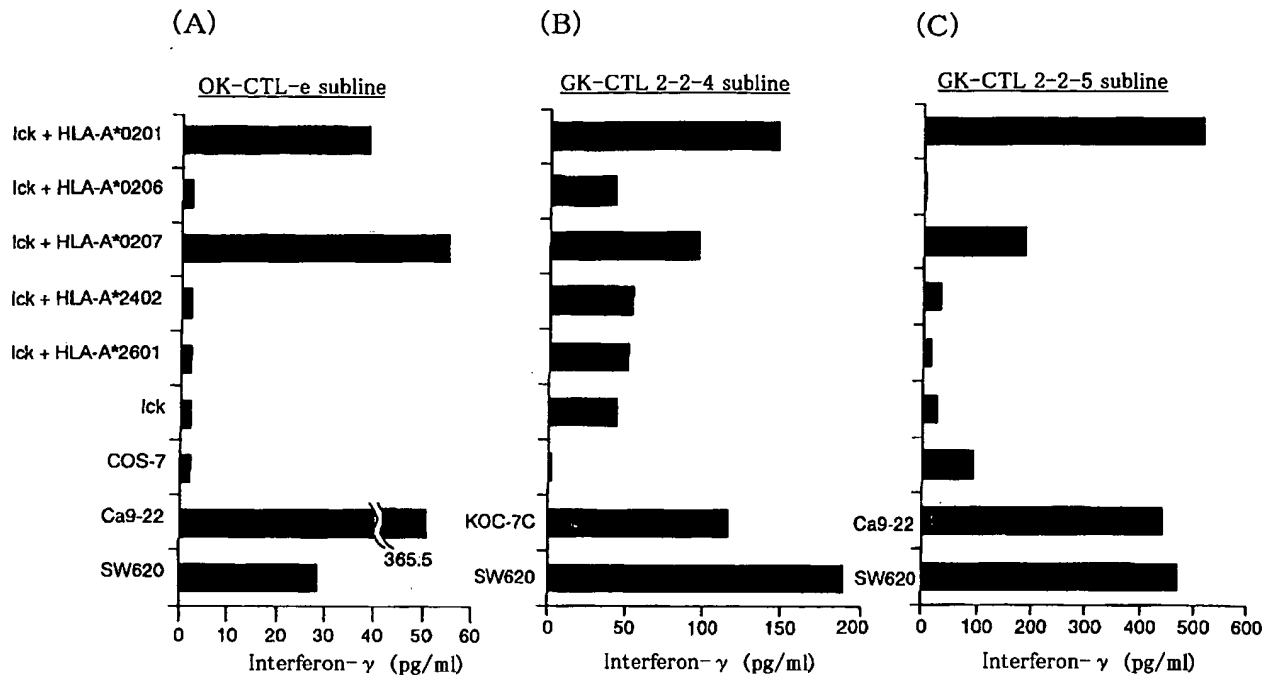 (A)
OK-CTL-e subline
lck + HLA-A*0201
lck + HLA-A*0206
lck + HLA-A*0207
lck + HLA-A*2402
lck + HLA-A*2601
lck
COS-7
Ca9-22
SW620
365.5
0 10 20 30 40 50 60
Interferon-γ (pg/ml)
(B)
GK-CTL 2-2-4 subline
KOC-7C
SW620
0 50 100 150 200
Interferon-γ (pg/ml)
(C)
GK-CTL 2-2-5 subline
Ca9-22
SW620
0 100 200 300 400 500 600
Interferon-γ (pg/ml)